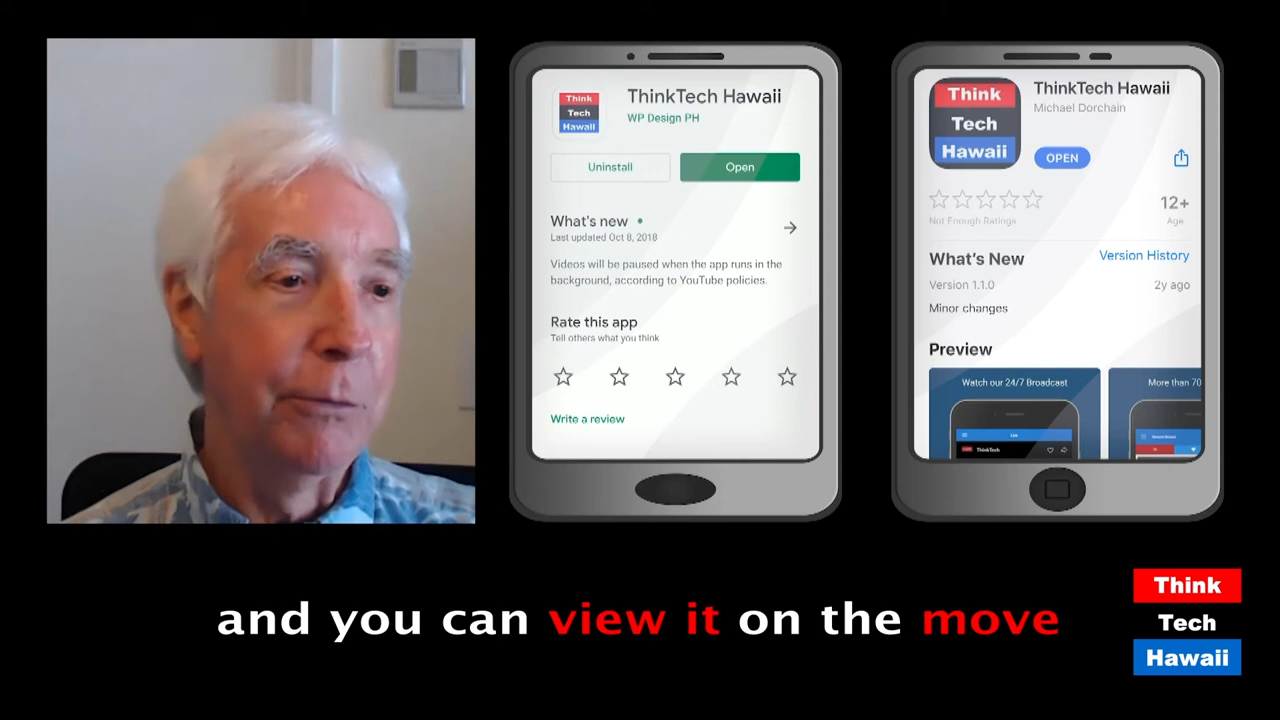 Think
Tech
Hawaii
ThinkTech Hawaii
WP Design PH
Uninstall
Open
What's new
Last updated Oct 8, 2018
Videos will be paused when the app runs in the
background, according to YouTube policies.
Rate this app
Tell others what you think
Write a review
Think
Tech
Hawaii
ThinkTech Hawaii
Michael Dorchain
OPEN
12+
Not Enough Ratings
Age
What's New
Version History
Version 1.1.0
2y ago
Minor changes
Preview
Watch our 24/7 Broadcast
More than 70
Live
ThinkTech
and you can view it on the move
Think
Tech
Hawaii